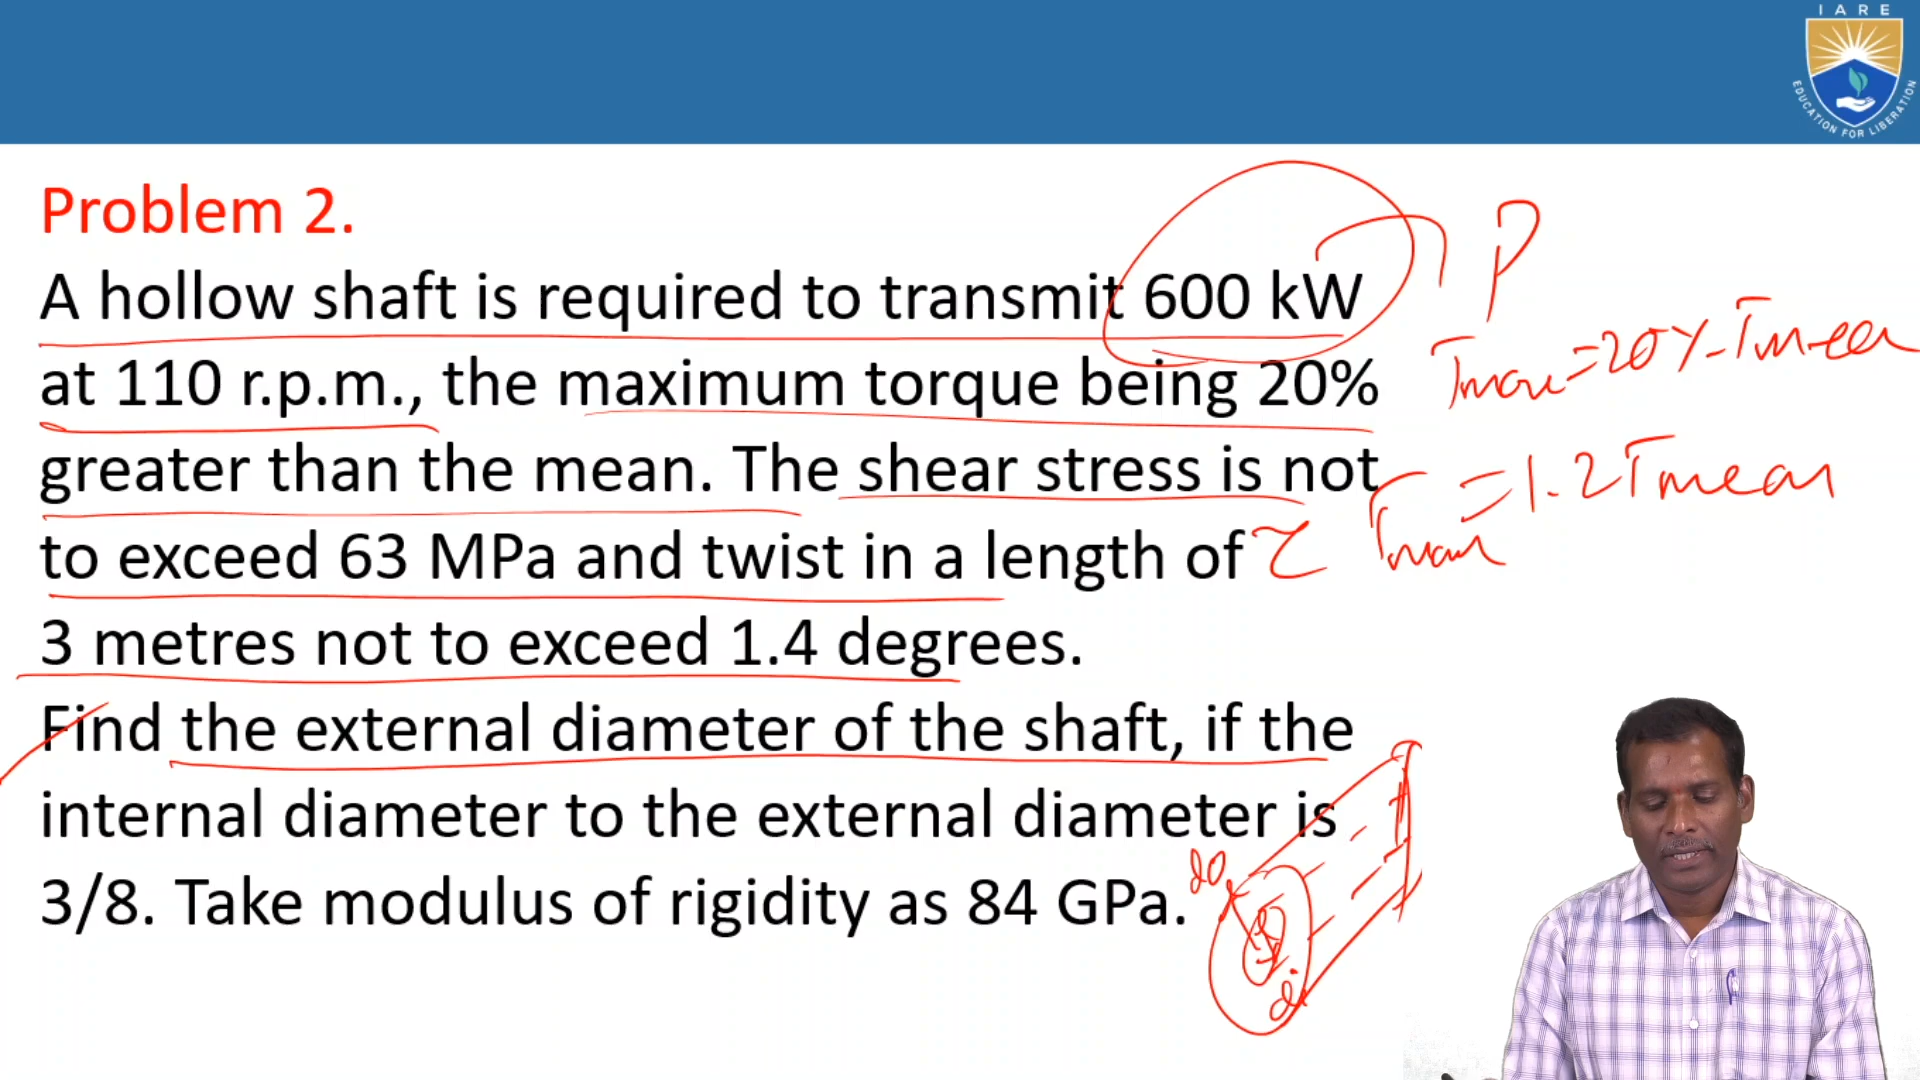 IARE
EDUCATION FOR LIBERATION
Problem 2.
A hollow shaft is required to transmit 600 kW
at 110 r.p.m., the maximum torque being 20%
greater than the mean. The shear stress is not
to exceed 63 MPa and twist in a length of
3 metres not to exceed 1.4 degrees.
Find the external diameter of the shaft, if the
internal diameter to the external diameter is
3/8. Take modulus of rigidity as 84 GPa.
P
Tmax = 20% Tmean
Tmax = 1.2 Tmean
τ
do
di